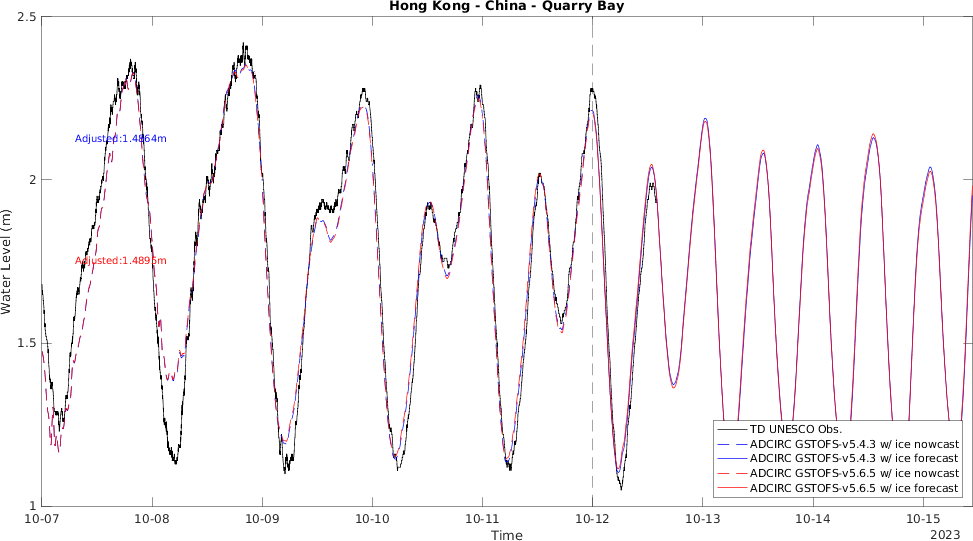 Hong Kong - China - Quarry Bay
2.5
2
1.5
1
Water Level (m)
Adjusted:1.4864m
Adjusted:1.4895m
TD UNESCO Obs.
ADCIRC GSTOFS-v5.4.3 w/ ice nowcast
ADCIRC GSTOFS-v5.4.3 w/ ice forecast
ADCIRC GSTOFS-v5.6.5 w/ ice nowcast
ADCIRC GSTOFS-v5.6.5 w/ ice forecast
10-07 10-08 10-09 10-10 10-11 10-12 10-13 10-14 10-15
Time
2023